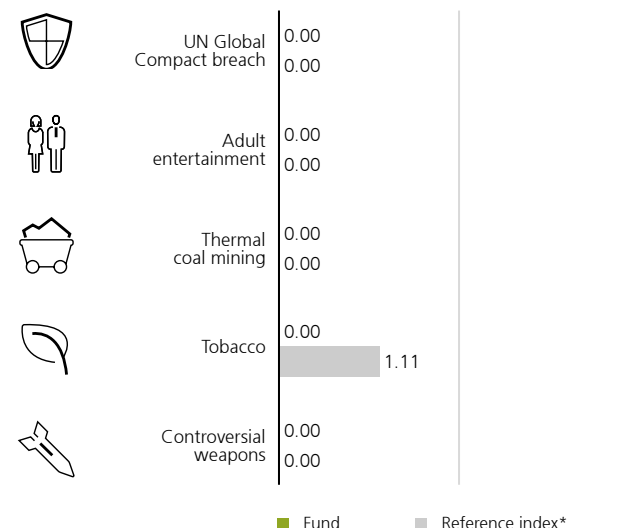 UN Global
Compact breach
0.00
0.00
Adult
entertainment
0.00
0.00
Thermal
coal mining
0.00
0.00
Tobacco
0.00
1.11
Controversial
weapons
0.00
0.00
Fund
Reference index*